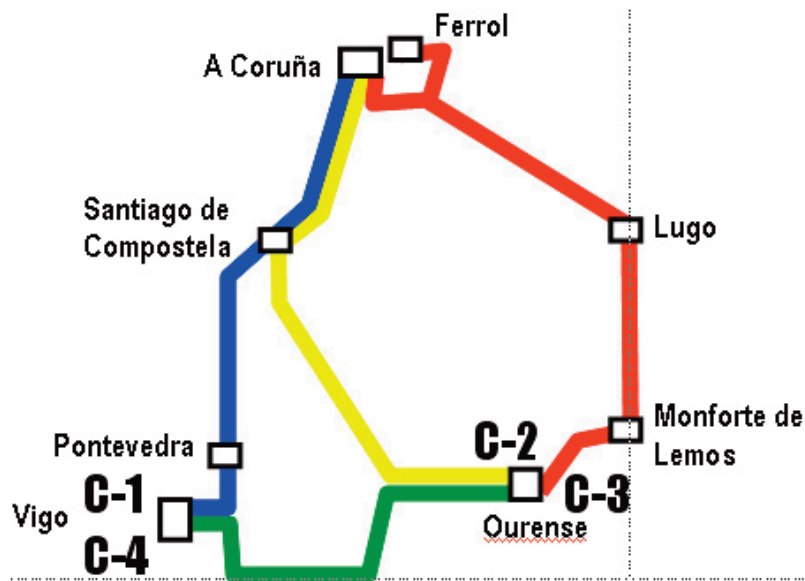 Ferrol
A Coruña
Santiago de
Compostela
Lugo
Monforte de
Lemos
C-2
Pontevedra
C-1
C-3
Vigo
Ourense
C-4